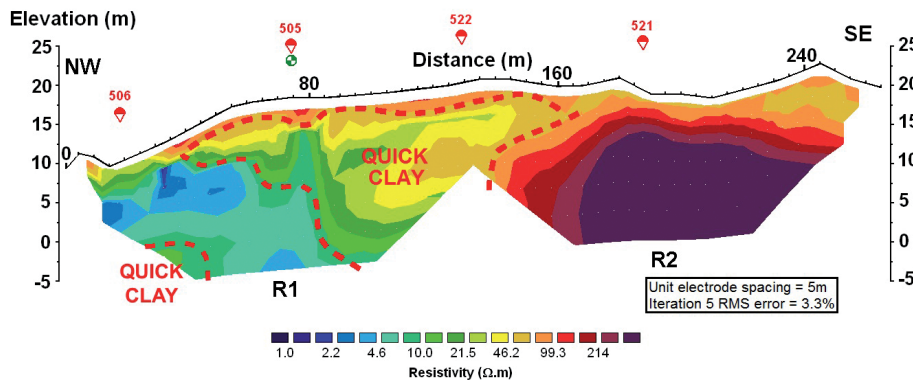 Elevation (m)
505
522
521
SE
25
NW
Distance (m)
240
25
20
506
80
160
20
15
15
0
10
QUICK
CLAY
10
5
5
0
0
-5
QUICK
CLAY
R1
R2
Unit electrode spacing = 5m
Iteration 5 RMS error = 3.3%
-5
1.0 2.2 4.6 10.0 21.5 46.2 99.3 214
Resistivity (Ω.m)